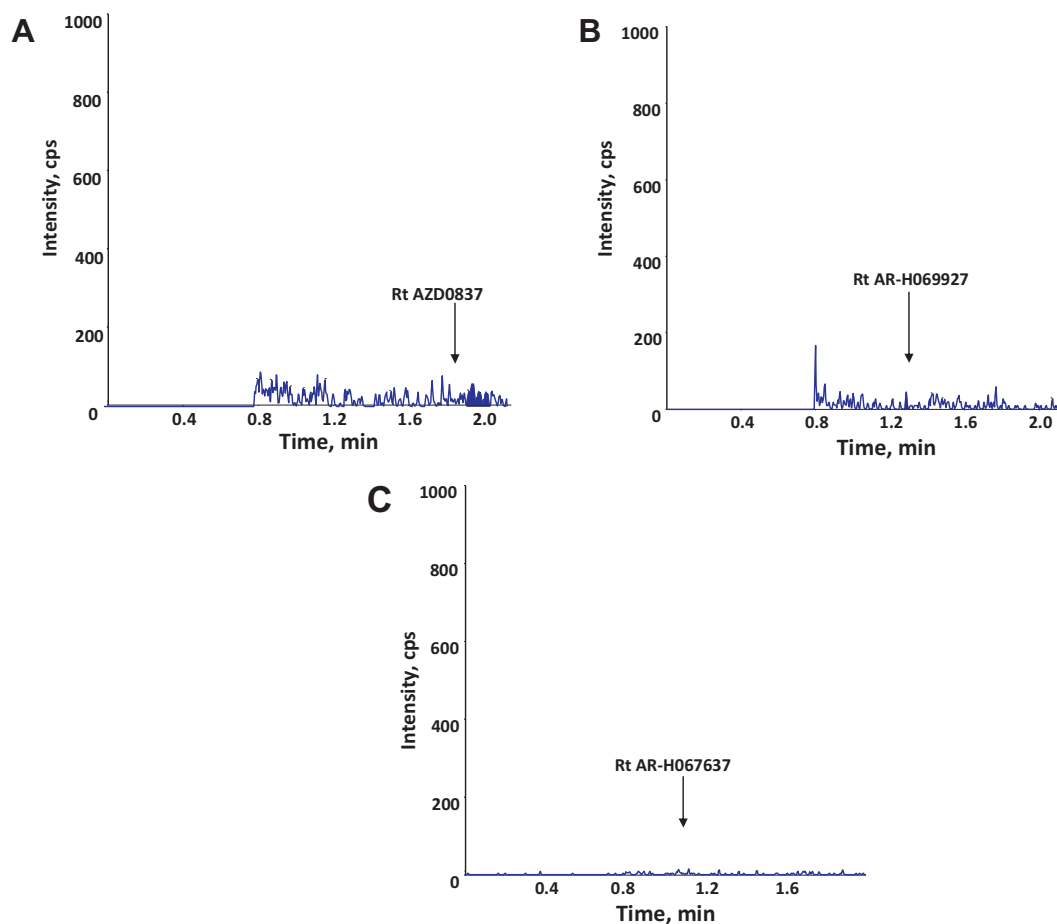 A
Intensity, cps
1000
800
600
400
200
0
Rt AZD0837
0.4 0.8 1.2 1.6 2.0
Time, min
B
Intensity, cps
1000
800
600
400
200
0
Rt AR-H069927
0.4 0.8 1.2 1.6 2.0
Time, min
C
Intensity, cps
1000
800
600
400
200
0
Rt AR-H067637
0.4 0.8 1.2 1.6
Time, min